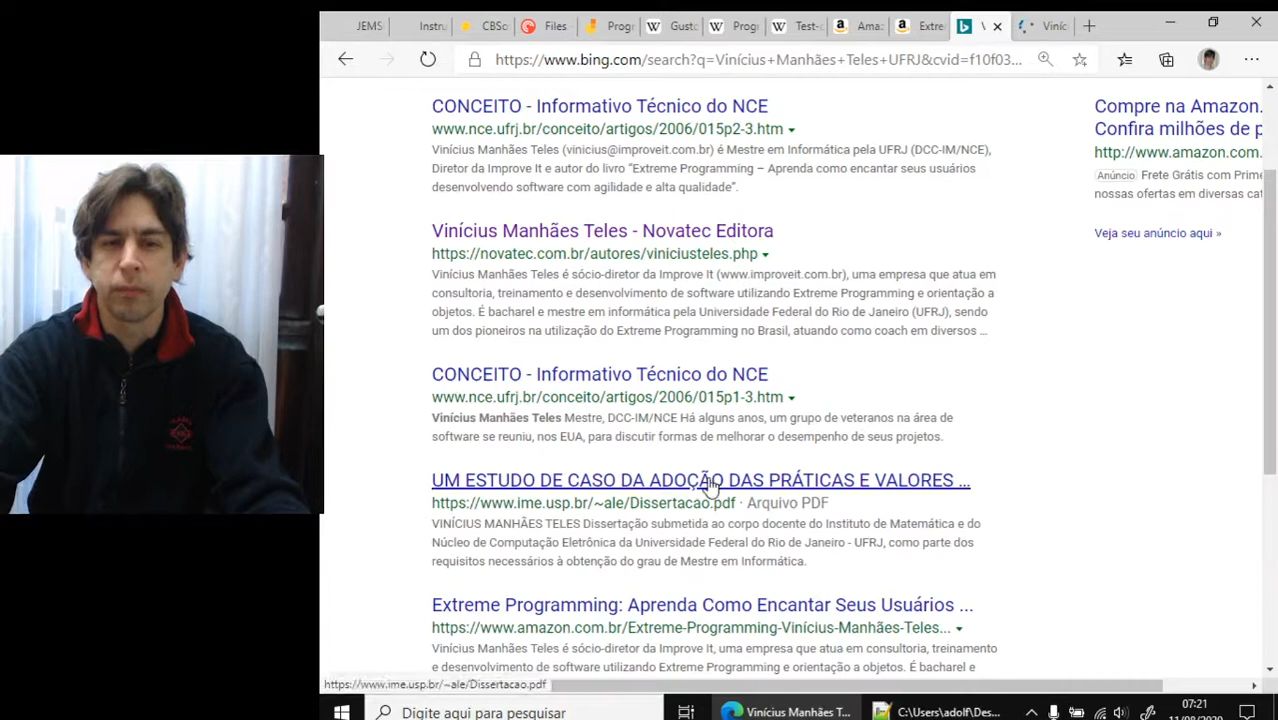 JEMS
Instru
CBSc
Files
Progr
Gusto
Prog
Test-c
Amaz
Extre
V
Viníc
https://www.bing.com/search?q=Vinícius+Manhães+Teles+UFRJ&cvid=f10f03...
CONCEITO - Informativo Técnico do NCE
www.nce.ufrj.br/conceito/artigos/2006/015p2-3.htm
Vinícius Manhães Teles (vinicius@improveit.com.br) é Mestre em Informática pela UFRJ (DCC-IM/NCE),
Diretor da Improve It e autor do livro “Extreme Programming – Aprenda como encantar seus usuários
desenvolvendo software com agilidade e alta qualidade”.
Vinícius Manhães Teles - Novatec Editora
https://novatec.com.br/autores/viniciusteles.php
Vinícius Manhães Teles é sócio-diretor da Improve It (www.improveit.com.br), uma empresa que atua em
consultoria, treinamento e desenvolvimento de software utilizando Extreme Programming e orientação a
objetos. É bacharel e mestre em informática pela Universidade Federal do Rio de Janeiro (UFRJ), sendo
um dos pioneiros na utilização do Extreme Programming no Brasil, atuando como coach em diversos ...
CONCEITO - Informativo Técnico do NCE
www.nce.ufrj.br/conceito/artigos/2006/015p1-3.htm
Vinícius Manhães Teles Mestre, DCC-IM/NCE Há alguns anos, um grupo de veteranos na área de
software se reuniu, nos EUA, para discutir formas de melhorar o desempenho de seus projetos.
UM ESTUDO DE CASO DA ADOÇÃO DAS PRÁTICAS E VALORES ...
https://www.ime.usp.br/~ale/Dissertacao.pdf · Arquivo PDF
VINÍCIUS MANHÃES TELES Dissertação submetida ao corpo docente do Instituto de Matemática e do
Núcleo de Computação Eletrônica da Universidade Federal do Rio de Janeiro - UFRJ, como parte dos
requisitos necessários à obtenção do grau de Mestre em Informática.
Extreme Programming: Aprenda Como Encantar Seus Usuários ...
https://www.amazon.com.br/Extreme-Programming-Vinícius-Manhães-Teles...
Vinícius Manhães Teles é sócio-diretor da Improve It, uma empresa que atua em consultoria, treinamento
e desenvolvimento de software utilizando Extreme Programming e orientação a objetos. É bacharel e
Compre na Amazon.
Confira milhões de p
http://www.amazon.com.
Anúncio Frete Grátis com Prime
nossas ofertas em diversas cat
Veja seu anúncio aqui »
https://www.ime.usp.br/~ale/Dissertacao.pdf
Digite aqui para pesquisar
Vinícius Manhães T...
C:\Users\adolf\Des...
07:21
11/08/2020